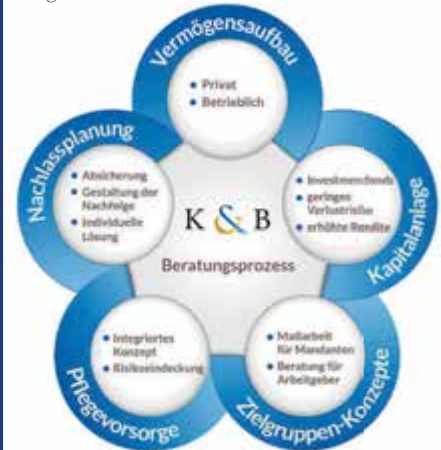 Vermögensaufbau
• Privat
• Betrieblich
Kapitalanlage
• Investmentfonds
• geringes
Verlustrisiko
• erhöhte Rendite
Zielgruppen-Konzepte
• Maßarbeit
für Mandanten
• Beratung für
Arbeitgeber
Pflegevorsorge
• Integriertes
Konzept
• Risikoeindeckung
Nachlassplanung
• Absicherung
• Gestaltung der
Nachfolge
• Individuelle
Lösung
K & B
Beratungsprozess